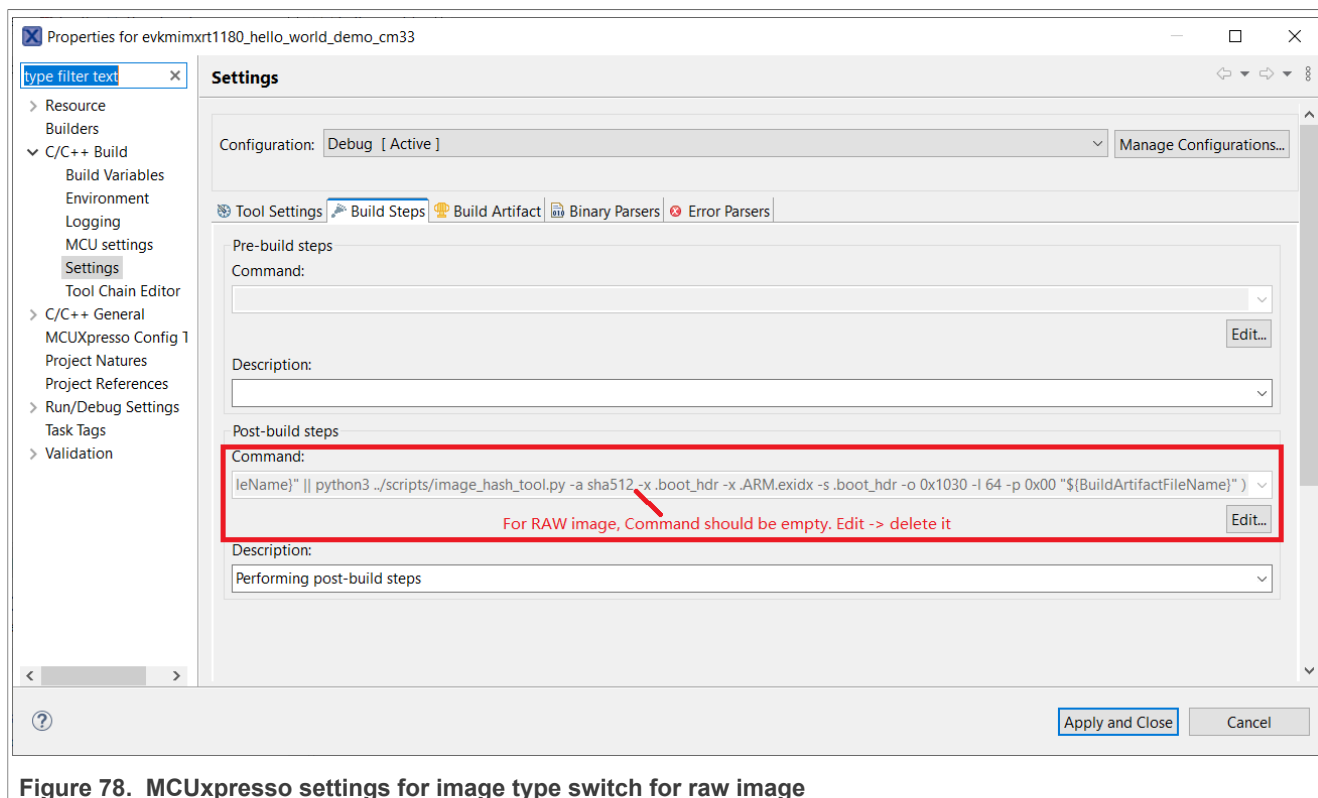 Properties for evkmimxrt1180_hello_world_demo_cm33
type filter text
Settings
Resource
Builders
C/C++ Build
Build Variables
Environment
Logging
MCU settings
Settings
Tool Chain Editor
C/C++ General
MCUXpresso Config T
Project Natures
Project References
Run/Debug Settings
Task Tags
Validation
Configuration: Debug [ Active ] Manage Configurations...
Tool Settings Build Steps Build Artifact Binary Parsers Error Parsers
Pre-build steps
Command:
Edit...
Description:
Post-build steps
Command:
leName}" || python3 ../scripts/image_hash_tool.py -a sha512 -x .boot_hdr -x .ARM.exidx -s .boot_hdr -o 0x1030 -l 64 -p 0x00 "${BuildArtifactFileName}" )
For RAW image, Command should be empty. Edit -> delete it
Edit...
Description:
Performing post-build steps
Apply and Close Cancel
Figure 78. MCUxpresso settings for image type switch for raw image